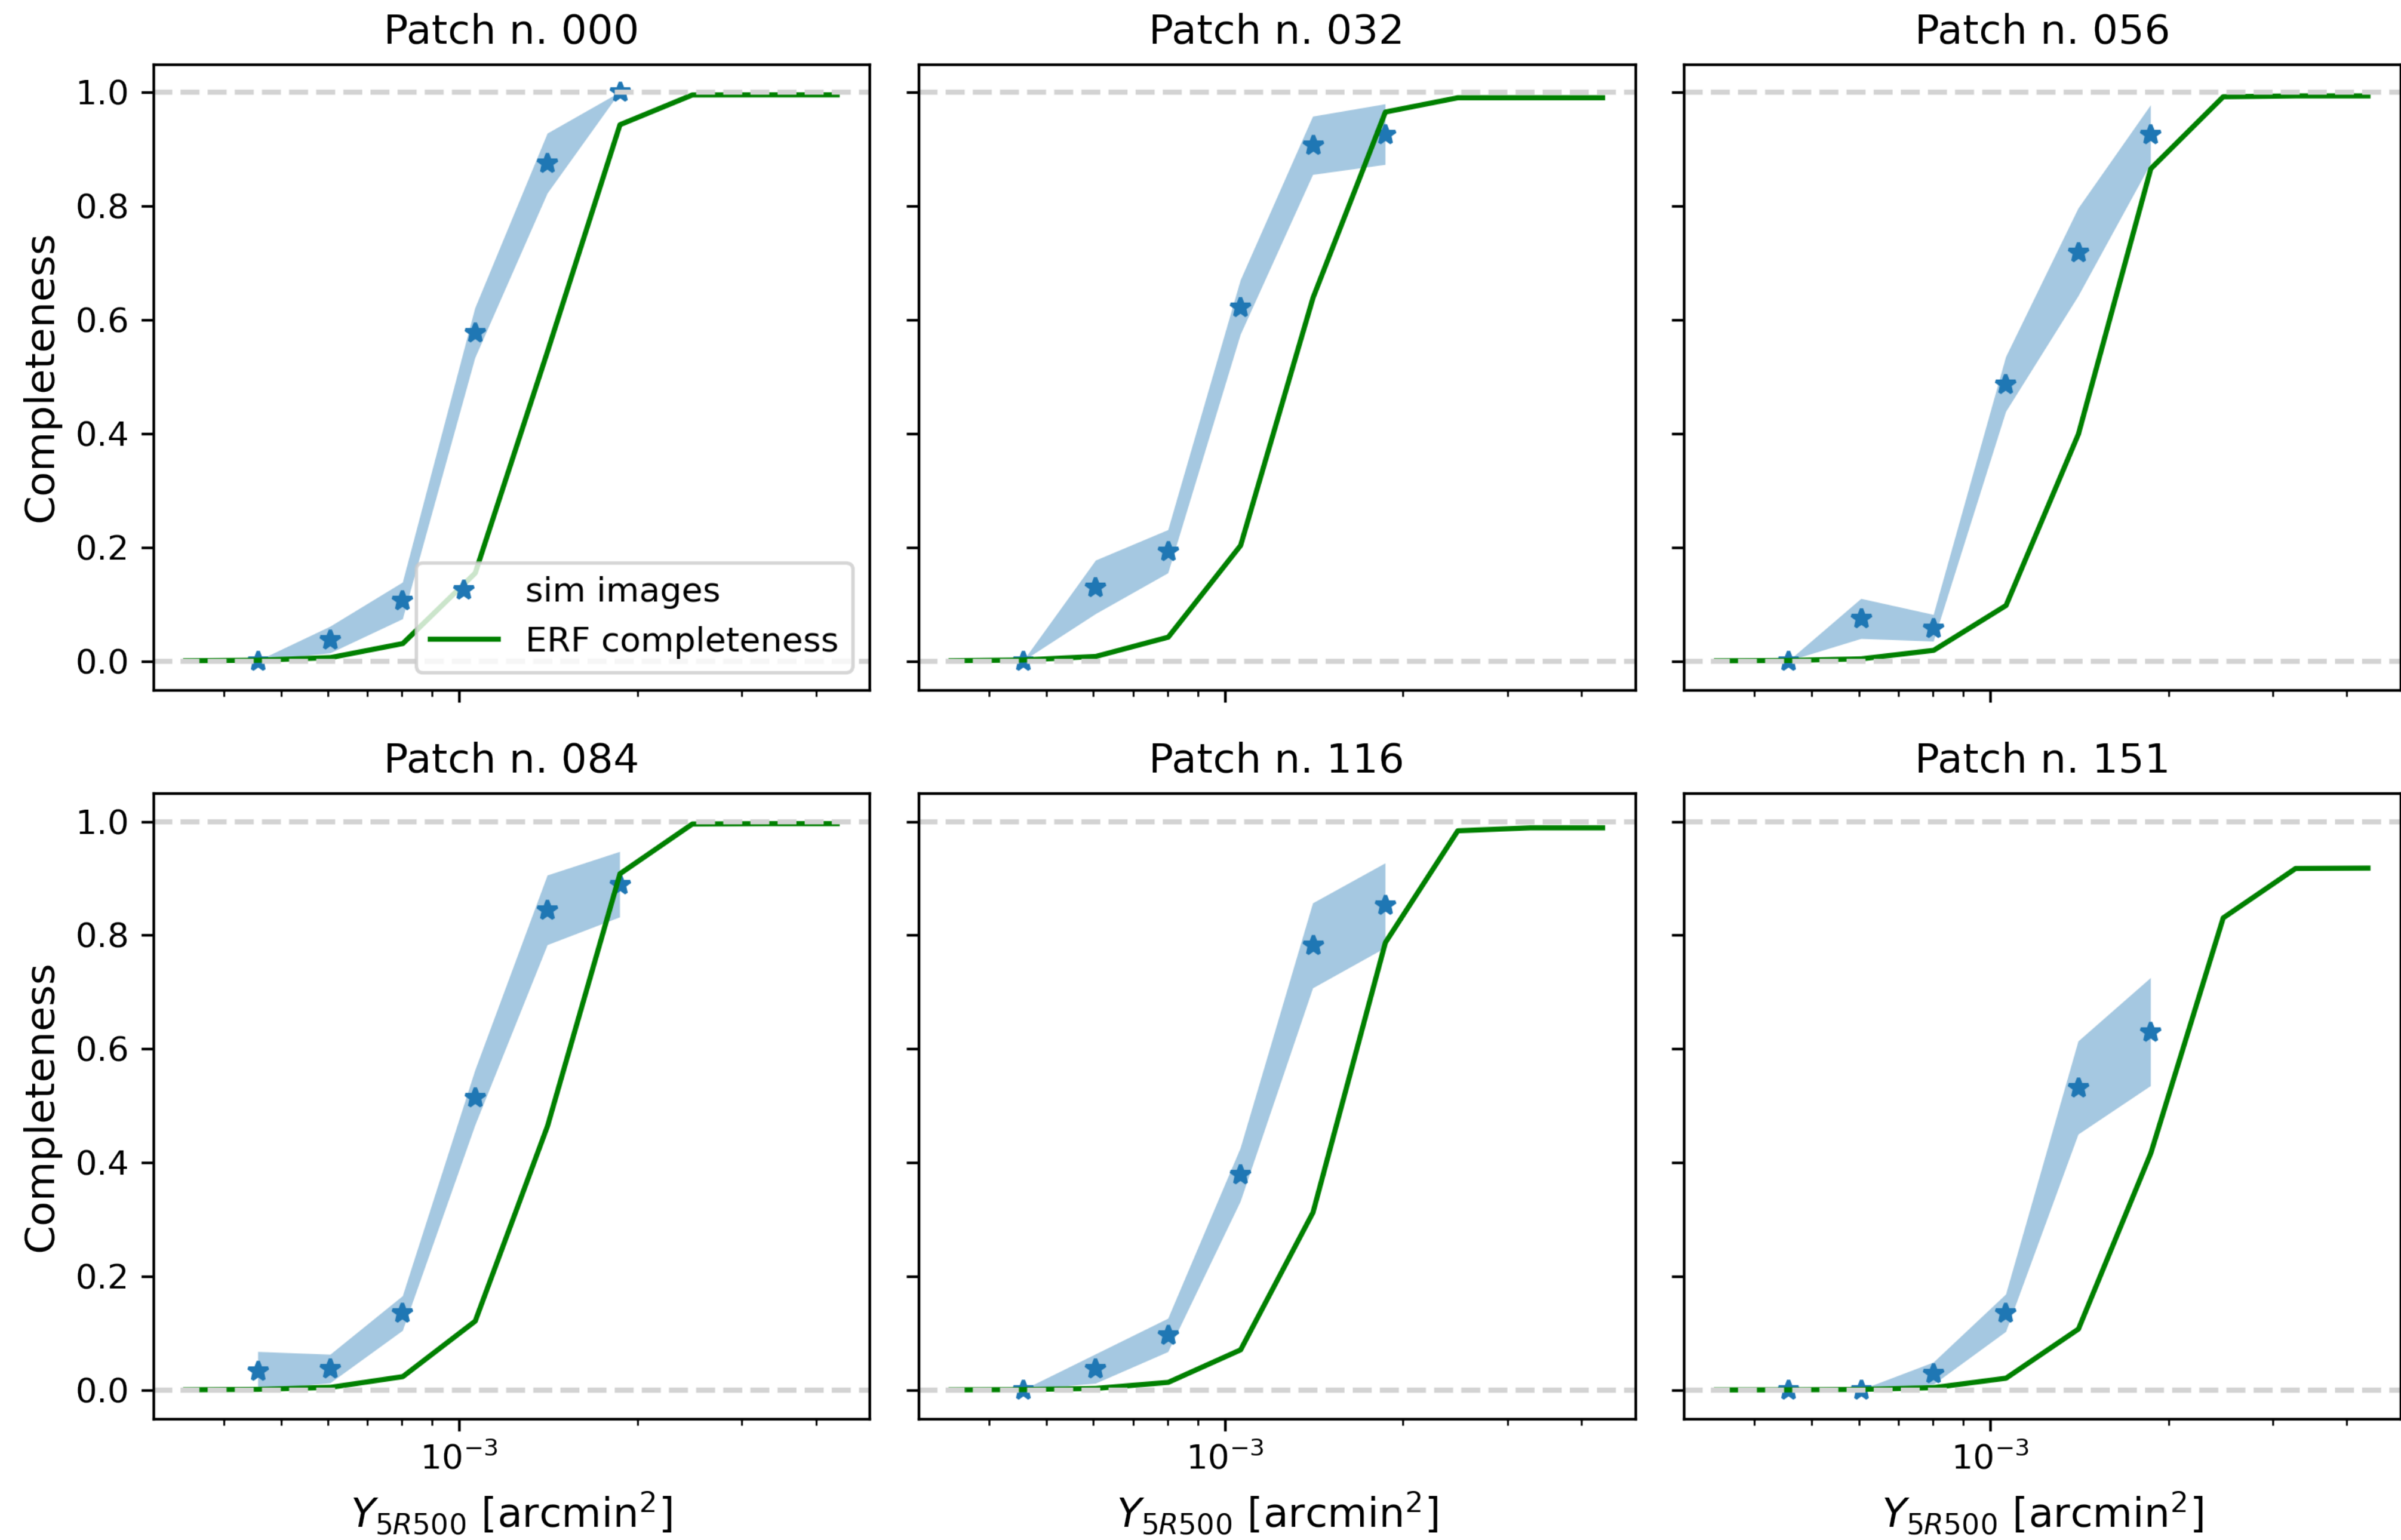 Patch n. 000
Patch n. 032
Patch n. 056
Completeness
1.0
0.8
0.6
0.4
0.2
0.0
sim images
ERF completeness
Patch n. 084
Patch n. 116
Patch n. 151
Completeness
1.0
0.8
0.6
0.4
0.2
0.0
10⁻³
10⁻³
10⁻³
Y₅R₅₀₀ [arcmin²]
Y₅R₅₀₀ [arcmin²]
Y₅R₅₀₀ [arcmin²]